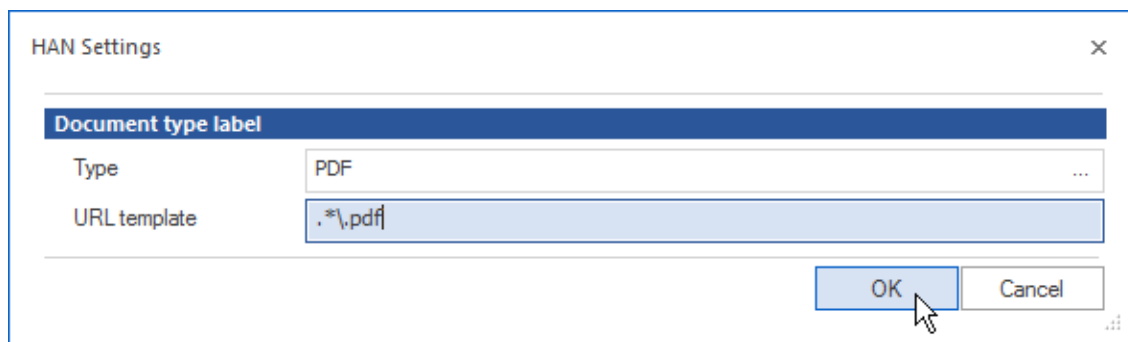 HAN Settings
Document type label
Type PDF ...
URL template .*\.pdf
OK Cancel